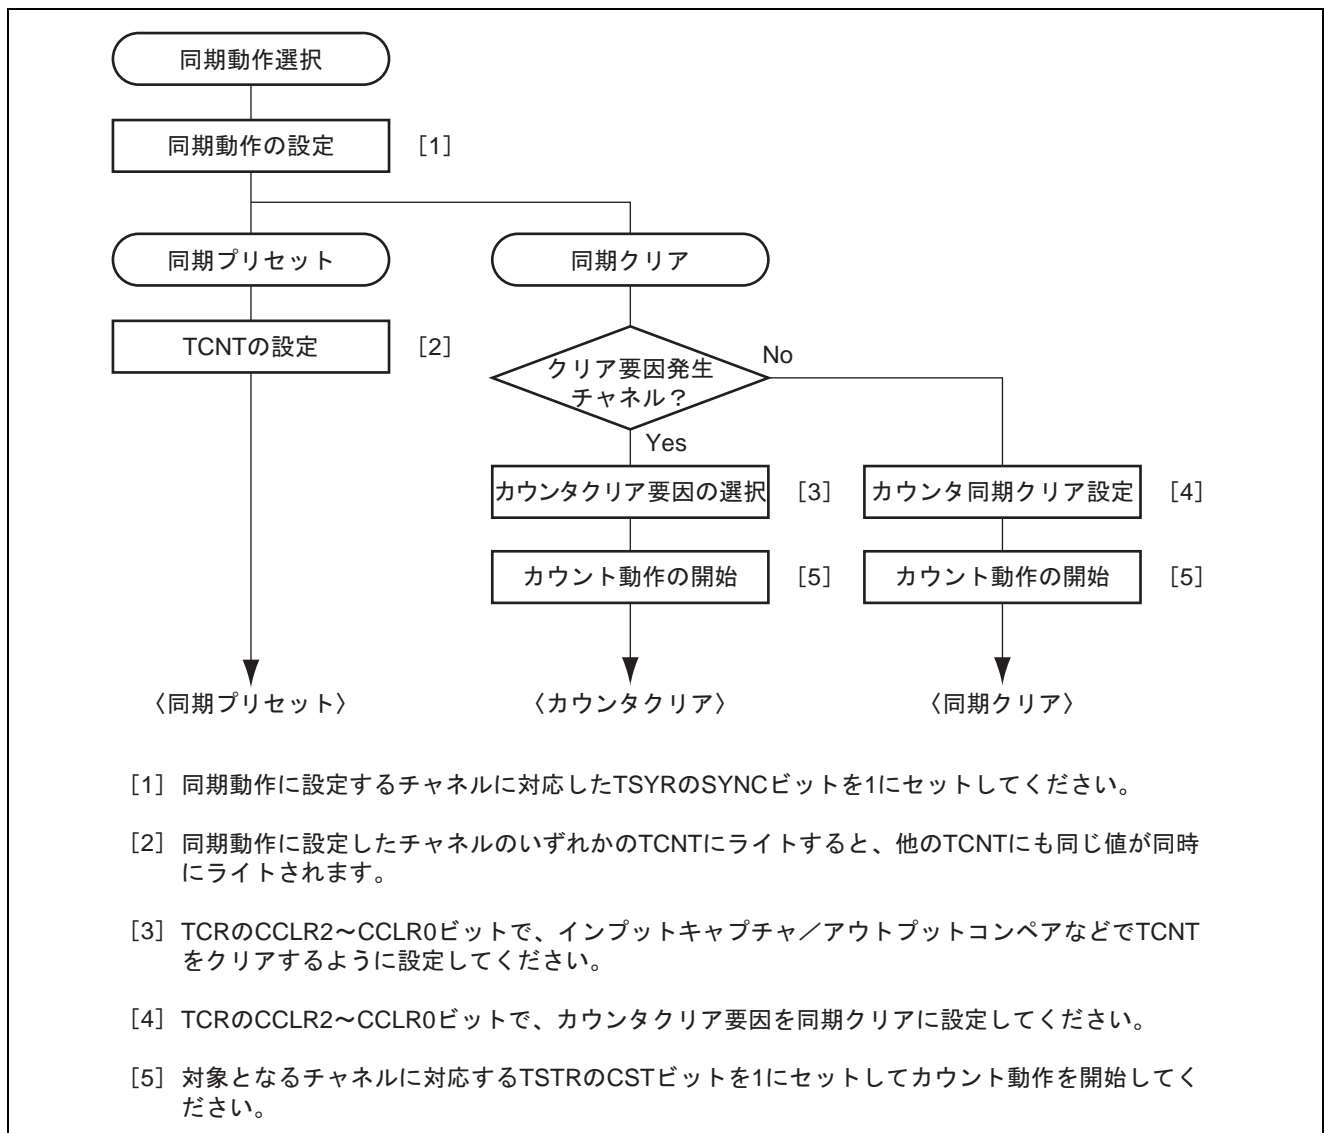 同期動作選択
同期動作の設定 [1]
同期プリセット
同期クリア
TCNTの設定 [2]
クリア要因発生
チャネル？
No
Yes
カウンタクリア要因の選択 [3]
カウンタ同期クリア設定 [4]
カウント動作の開始 [5]
カウント動作の開始 [5]
〈同期プリセット〉
〈カウンタクリア〉
〈同期クリア〉
[1] 同期動作に設定するチャネルに対応したTSYRのSYNCビットを1にセットしてください。
[2] 同期動作に設定したチャネルのいずれかのTCNTにライトすると、他のTCNTにも同じ値が同時
にライトされます。
[3] TCRのCCLR2～CCLR0ビットで、インプットキャプチャ／アウトプットコンペアなどでTCNT
をクリアするように設定してください。
[4] TCRのCCLR2～CCLR0ビットで、カウンタクリア要因を同期クリアに設定してください。
[5] 対象となるチャネルに対応するTSTRのCSTビットを1にセットしてカウント動作を開始してく
ださい。